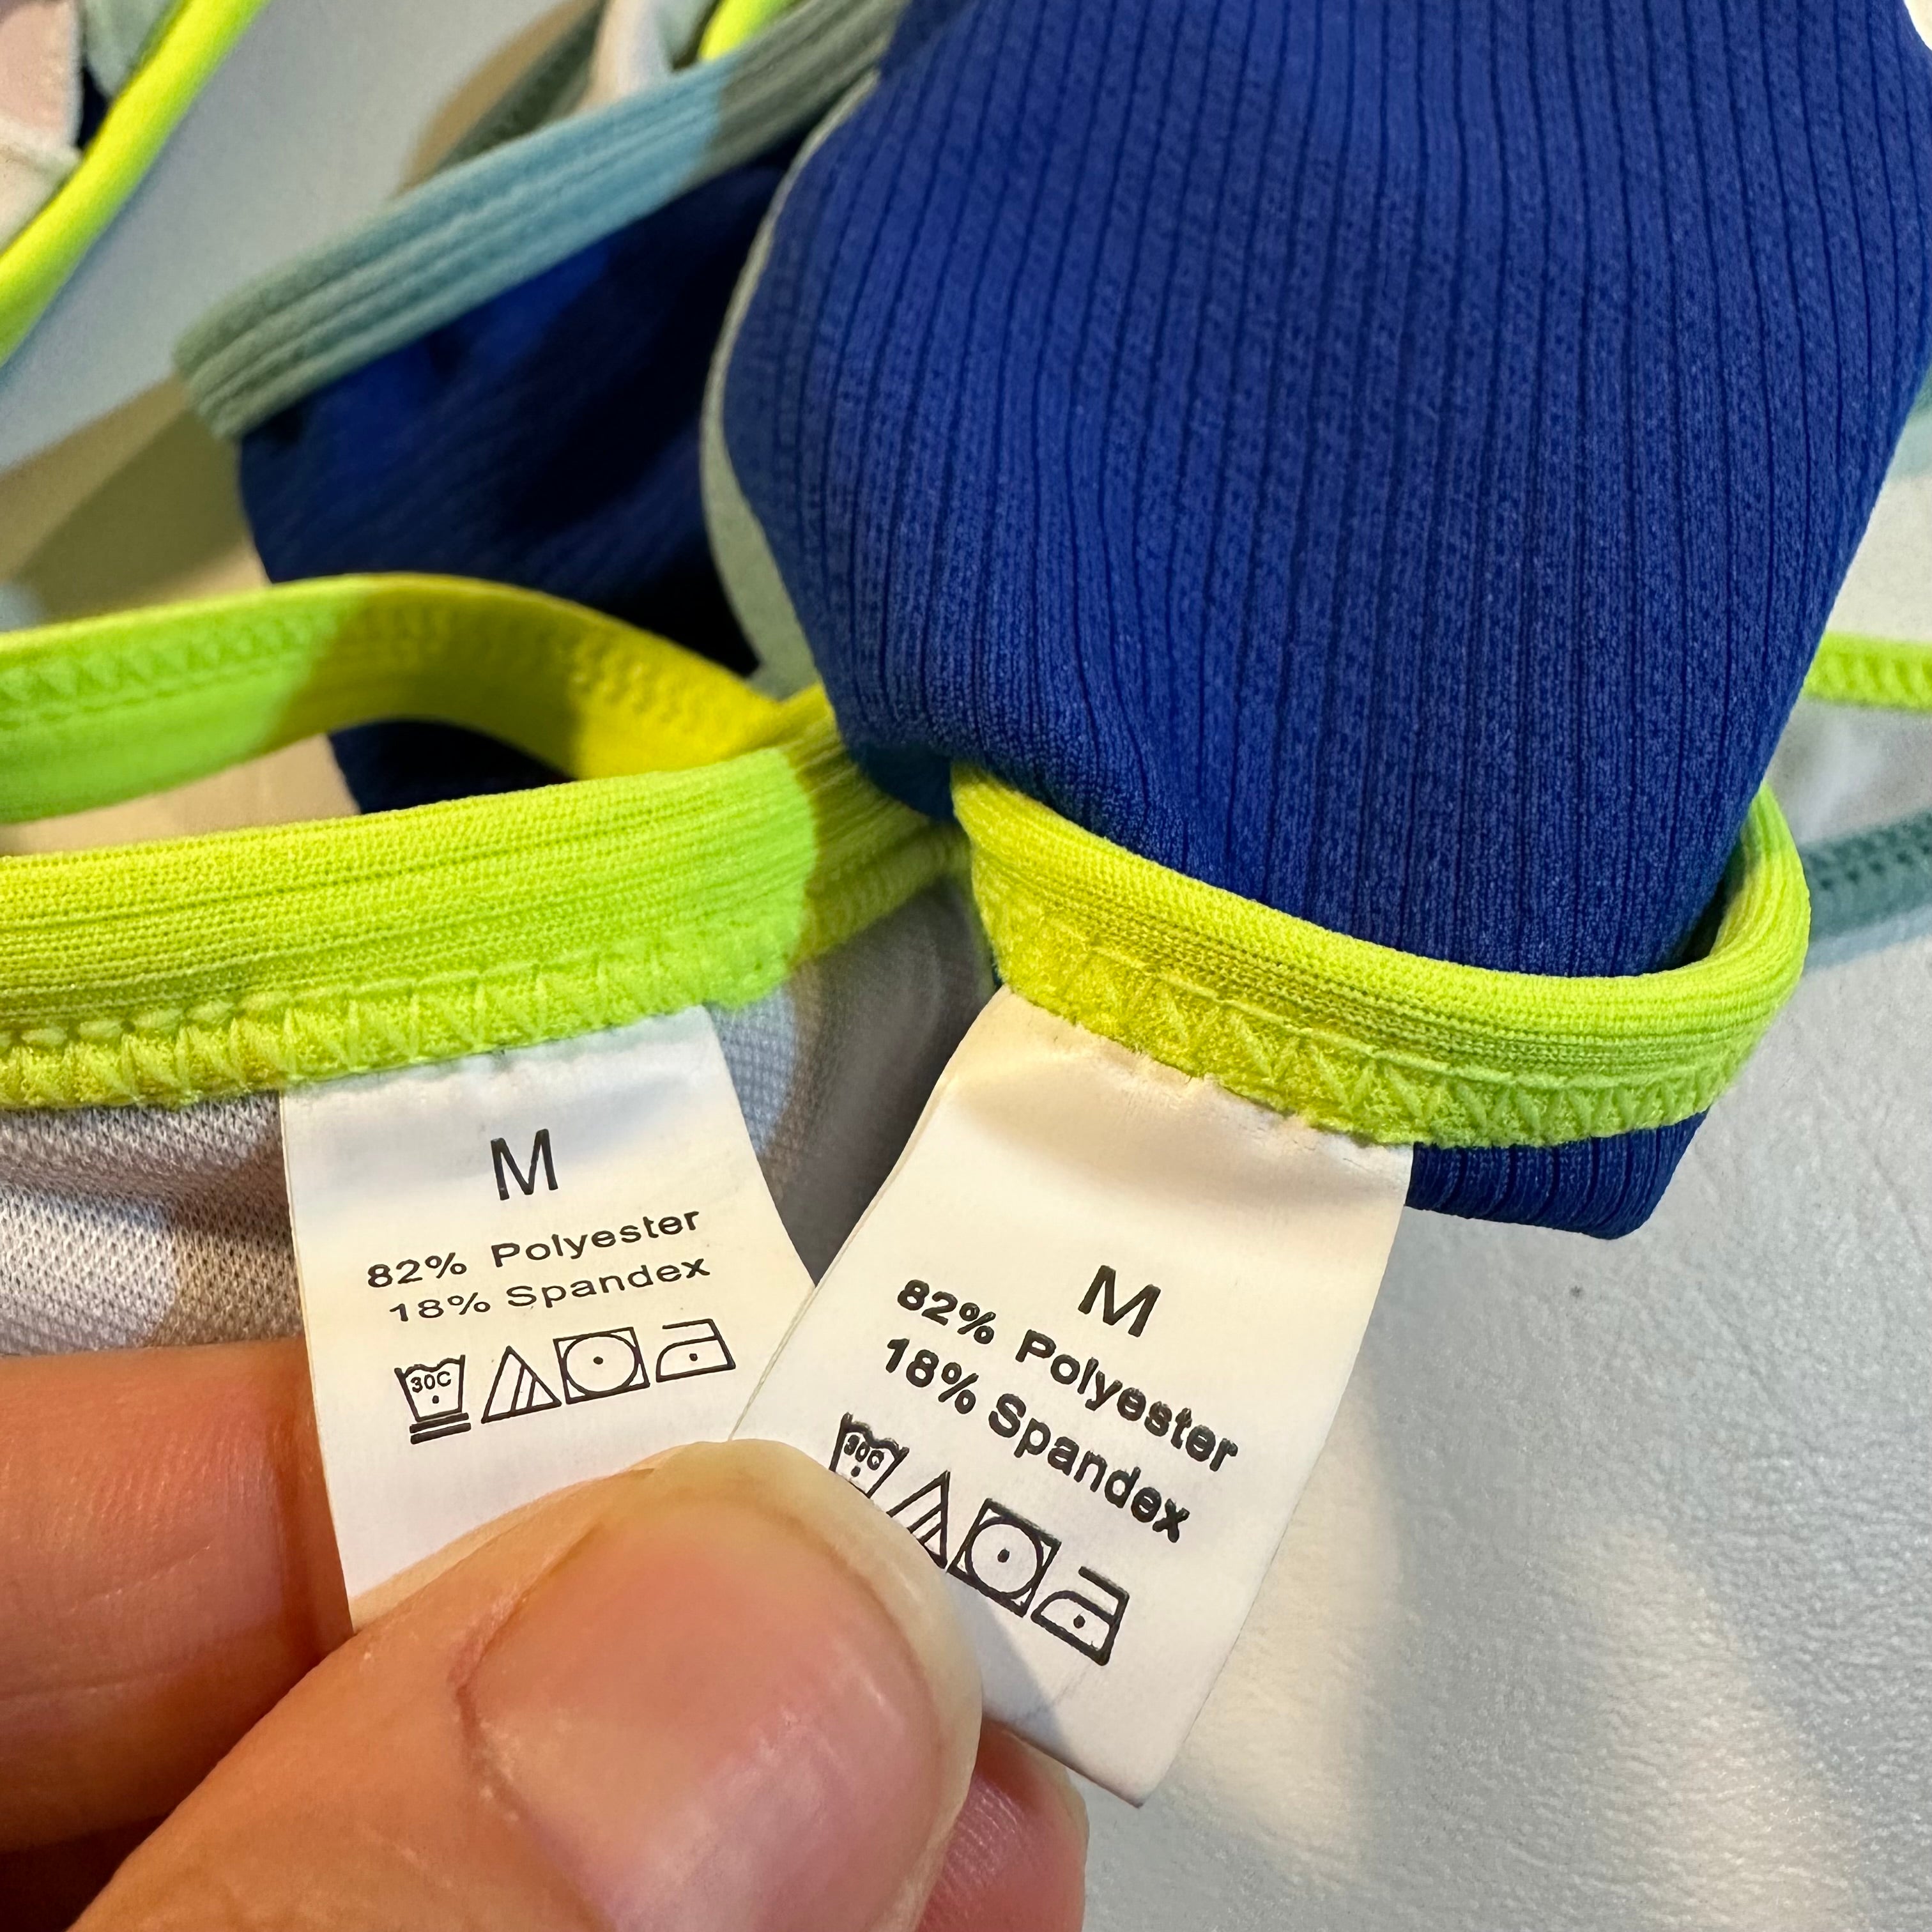 M
82% Polyester
18% Spandex
30C
M
82% Polyester
18% Spandex
30C